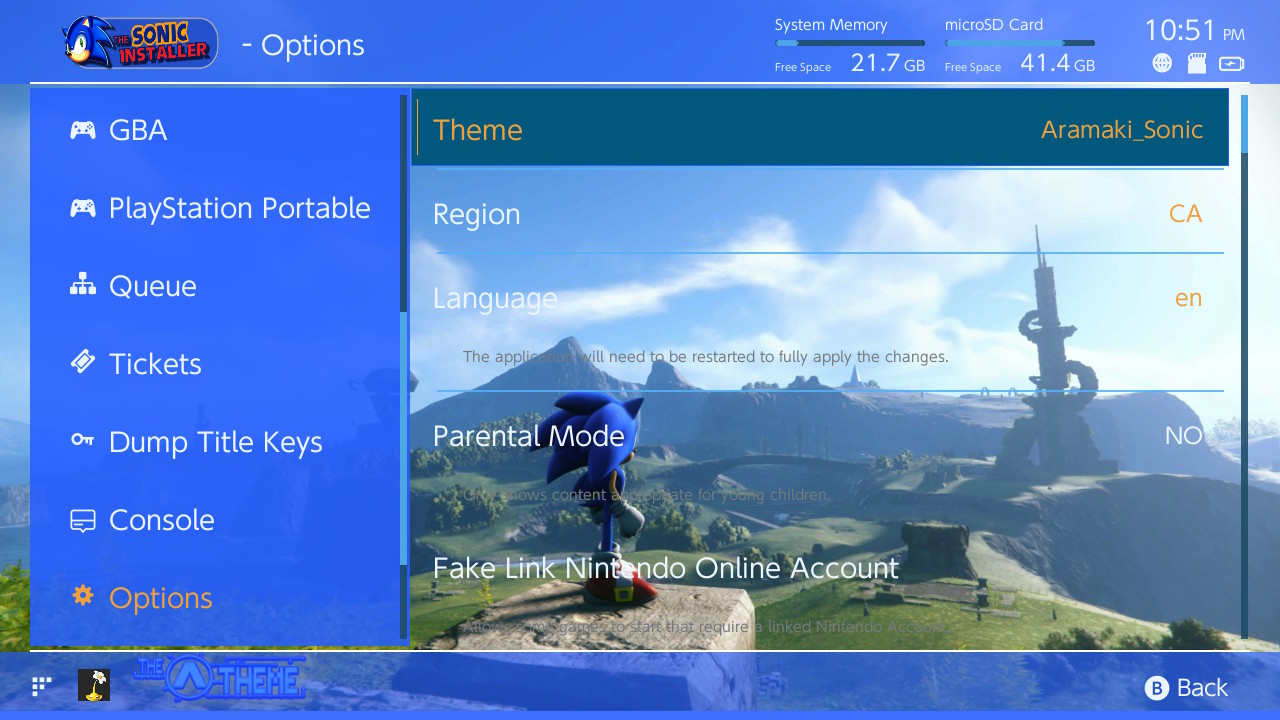 THE SONIC INSTALLER
- Options
System Memory
Free Space 21.7 GB
microSD Card
Free Space 41.4 GB
10:51 PM
GBA
PlayStation Portable
Queue
Tickets
Dump Title Keys
Console
Options
Theme Aramaki_Sonic
Region CA
Language en
The application will need to be restarted to fully apply the changes.
Parental Mode NO
Only shows content appropriate for young children.
Fake Link Nintendo Online Account
Allows some games to start that require a linked Nintendo Account.
THE A THEME
B Back